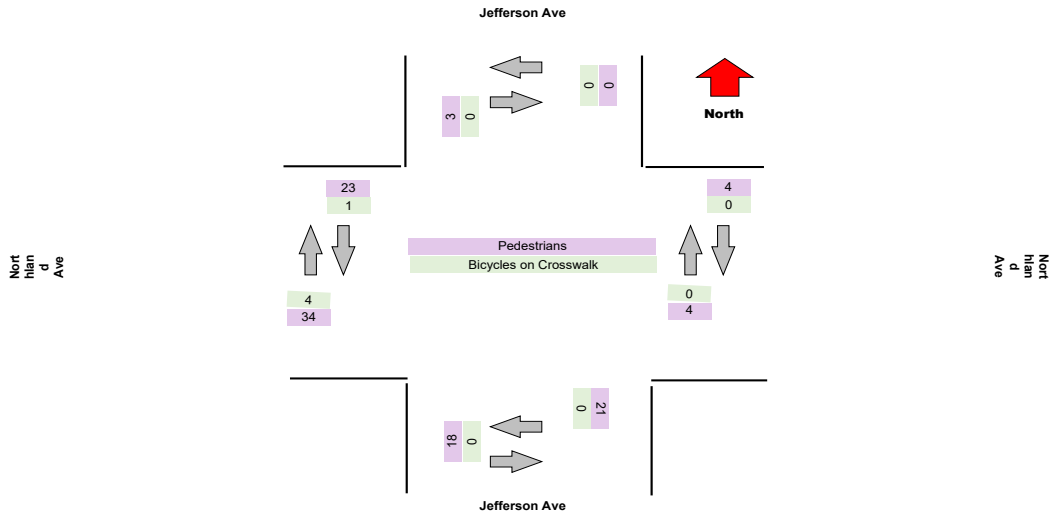 Jefferson Ave
0
0
3
0
North
23
1
4
0
Nort
hlan
d
Ave
Pedestrians
Bicycles on Crosswalk
Nort
hlan
d
Ave
4
34
0
4
0
21
18
0
Jefferson Ave